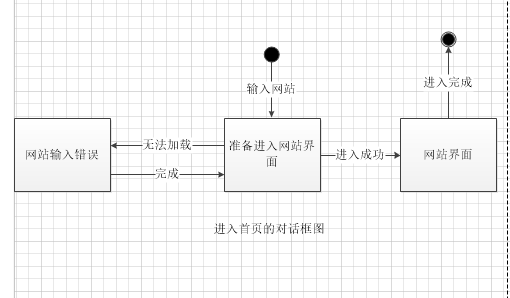 进入完成
输入网站
无法加载
准备进入网站界
面
网站输入错误
进入成功
网站界面
完成
进入首页的对话框图